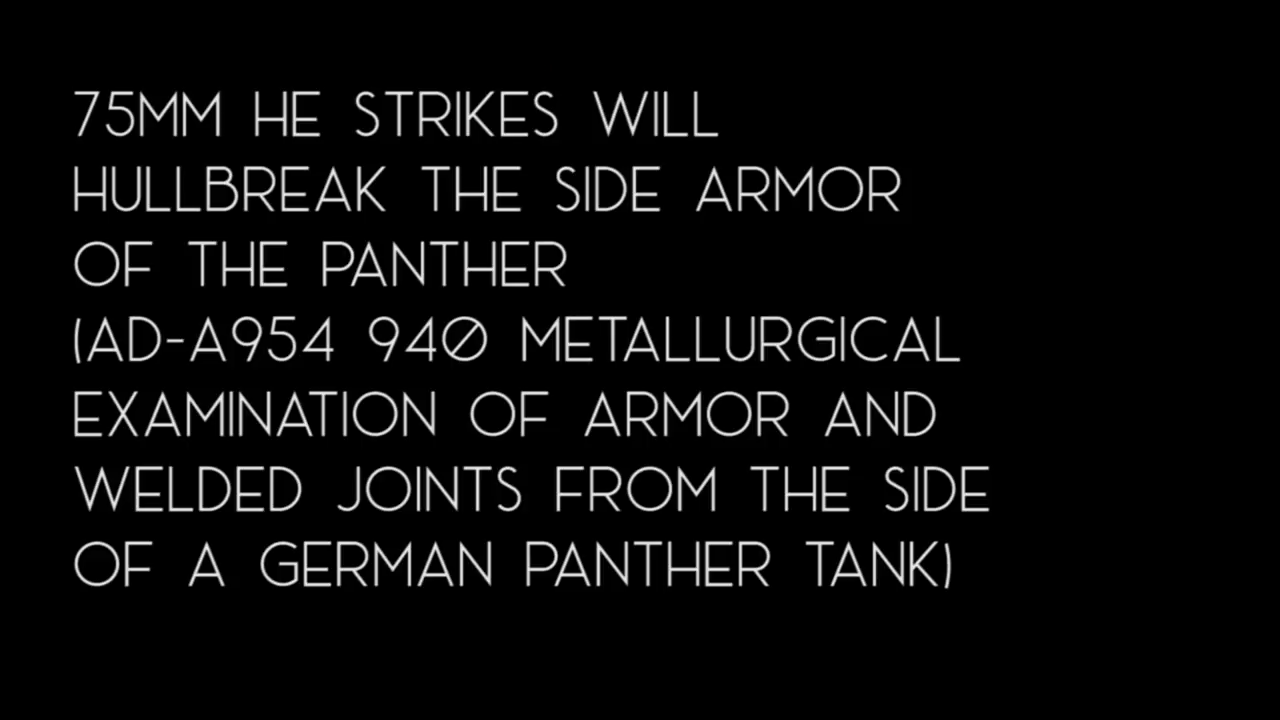 75MM HE STRIKES WILL
HULLBREAK THE SIDE ARMOR
OF THE PANTHER
(AD-A954 940 METALLURGICAL
EXAMINATION OF ARMOR AND
WELDED JOINTS FROM THE SIDE
OF A GERMAN PANTHER TANK)